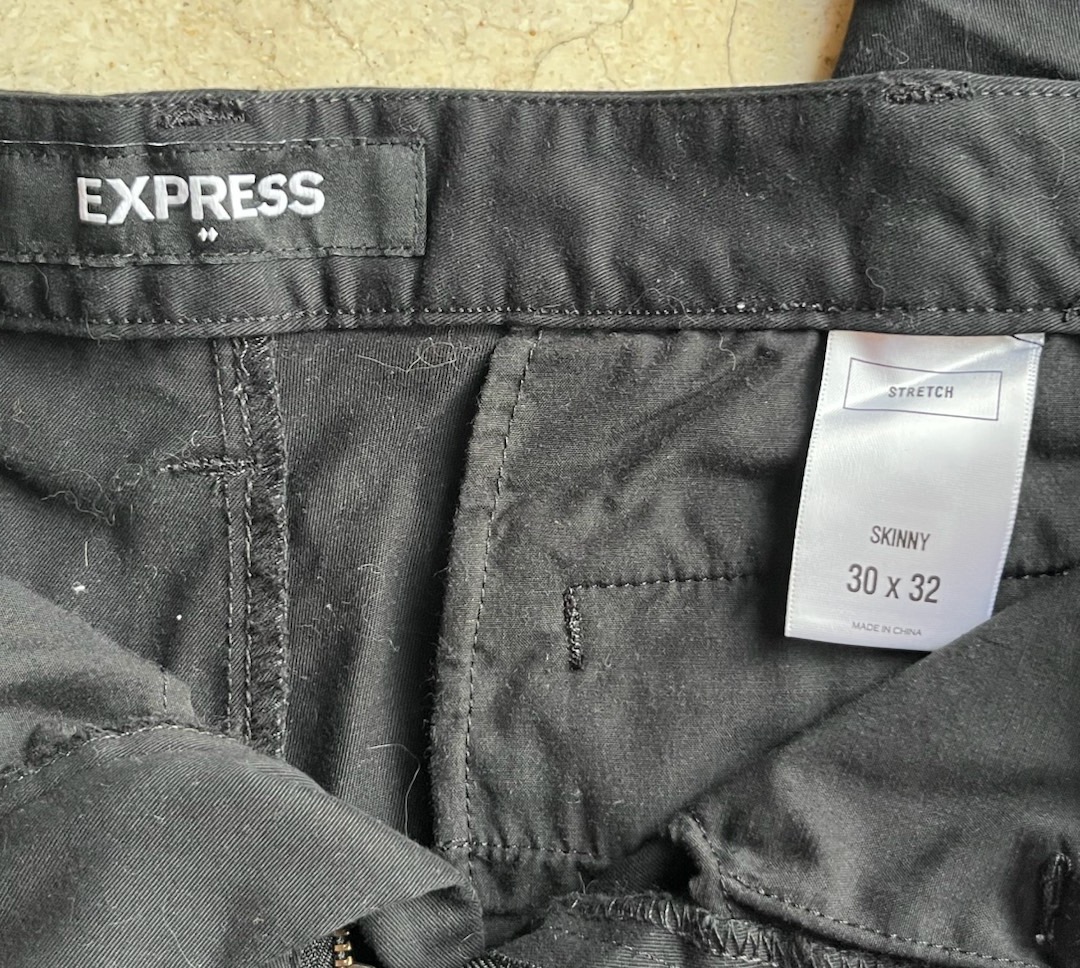 EXPRESS
STRETCH
SKINNY
30 x 32
MADE IN CHINA